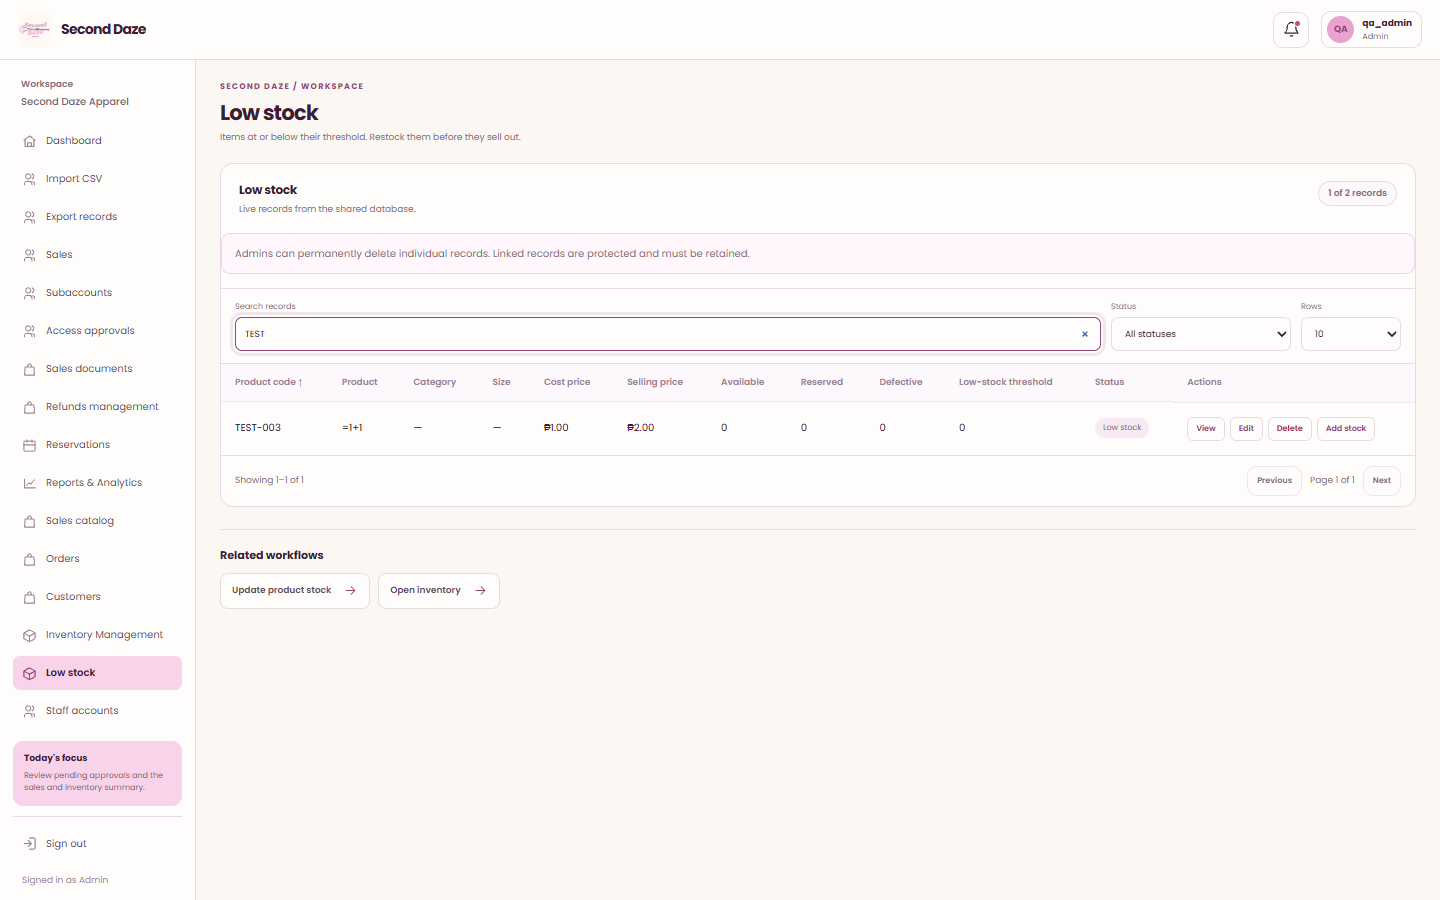 Second Daze
QA
qa_admin
Admin
Workspace
Second Daze Apparel
Dashboard
Import CSV
Export records
Sales
Subaccounts
Access approvals
Sales documents
Refunds management
Reservations
Reports & Analytics
Sales catalog
Orders
Customers
Inventory Management
Low stock
Staff accounts
Today's focus
Review pending approvals and the
sales and inventory summary.
Sign out
Signed in as Admin
SECOND DAZE / WORKSPACE
Low stock
Items at or below their threshold. Restock them before they sell out.
Low stock
Live records from the shared database.
1 of 2 records
Admins can permanently delete individual records. Linked records are protected and must be retained.
Search records
Status
Rows
TEST
All statuses
10
Product code ↑ Product Category Size Cost price Selling price Available Reserved Defective Low-stock threshold Status Actions
TEST-003 =1+1 — — ₱1.00 ₱2.00 0 0 0 0 Low stock View Edit Delete Add stock
Showing 1–1 of 1
Previous Page 1 of 1 Next
Related workflows
Update product stock →
Open inventory →